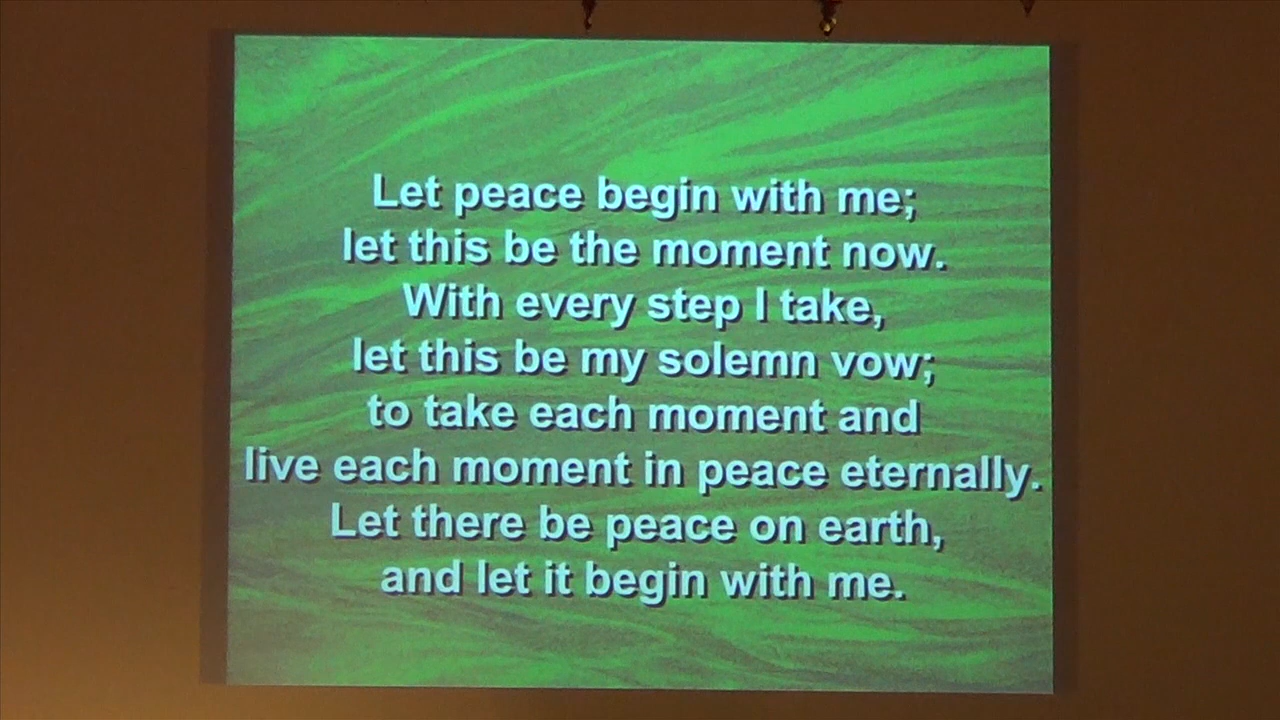 Let peace begin with me;
let this be the moment now.
With every step I take,
let this be my solemn vow;
to take each moment and
live each moment in peace eternally.
Let there be peace on earth,
and let it begin with me.